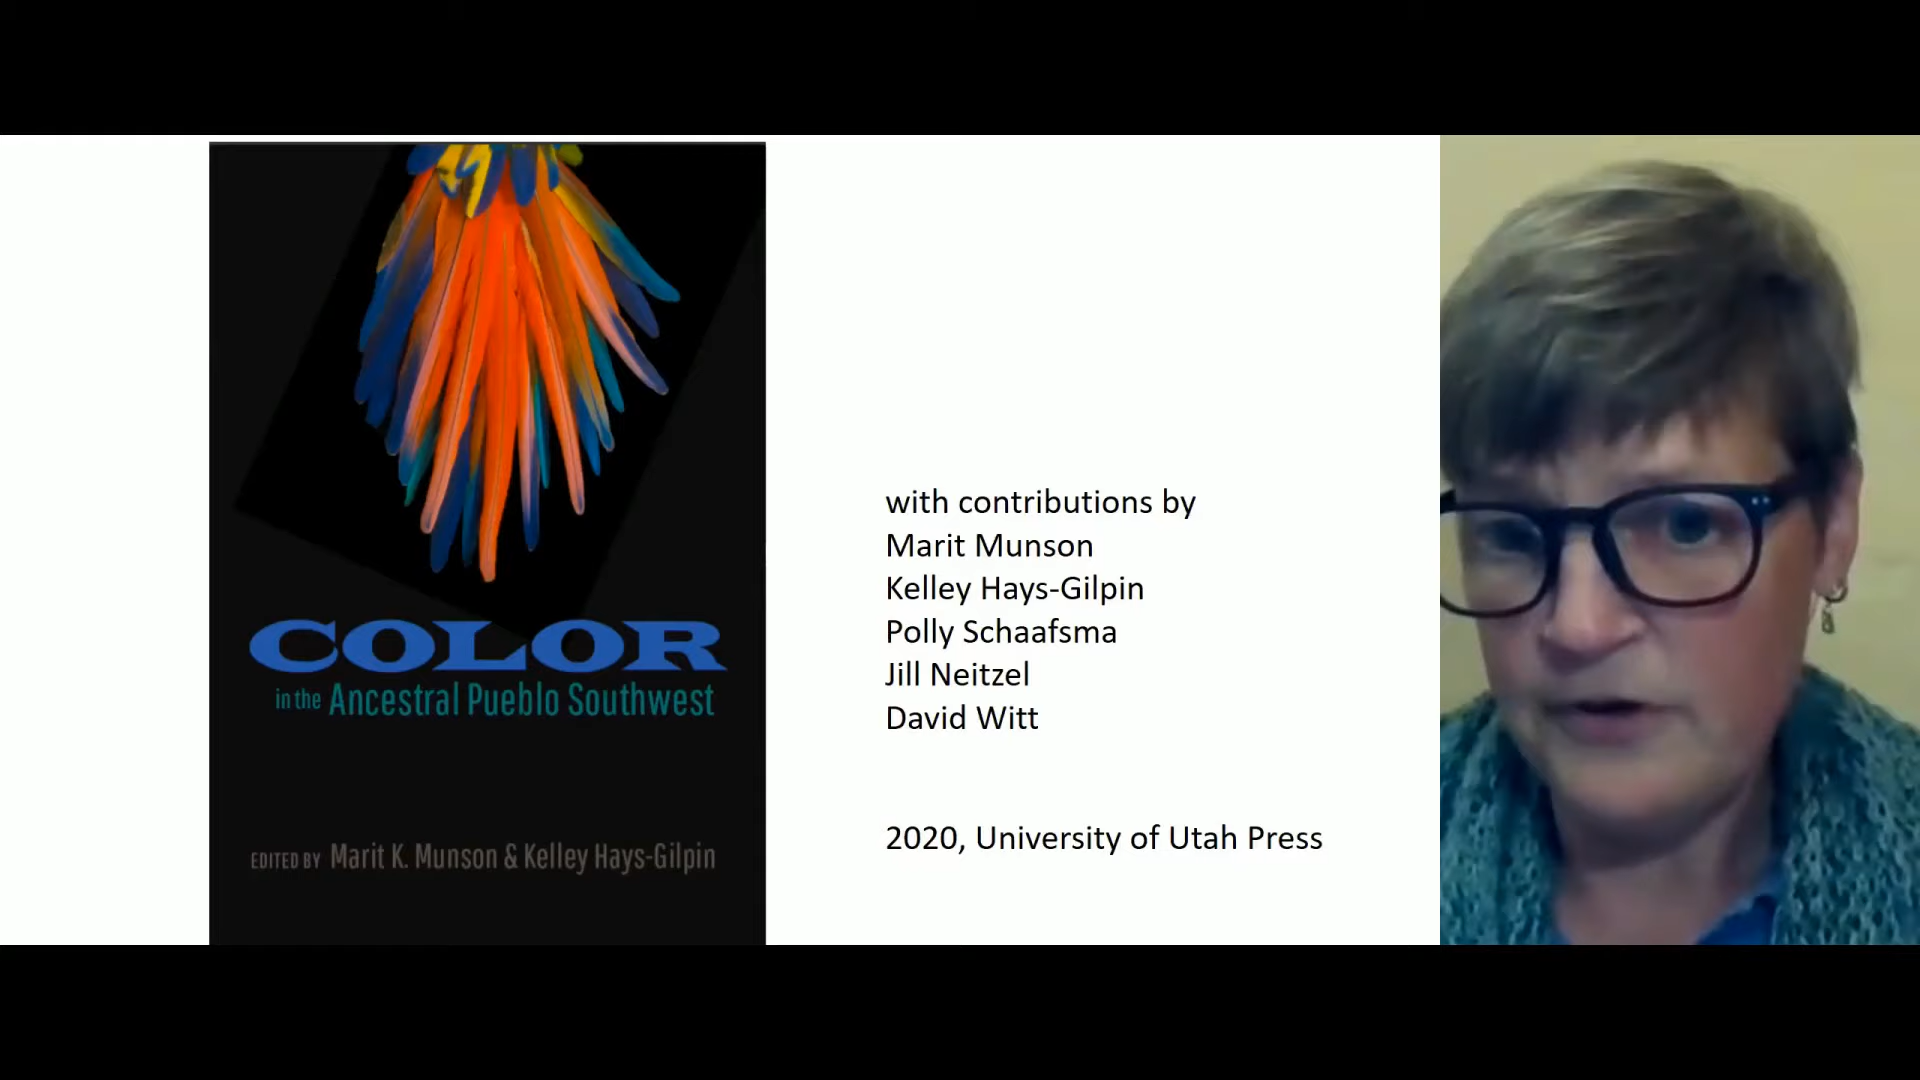 COLOR
in the Ancestral Pueblo Southwest
EDITED BY Marit K. Munson & Kelley Hays-Gilpin
with contributions by
Marit Munson
Kelley Hays-Gilpin
Polly Schaafsma
Jill Neitzel
David Witt
2020, University of Utah Press